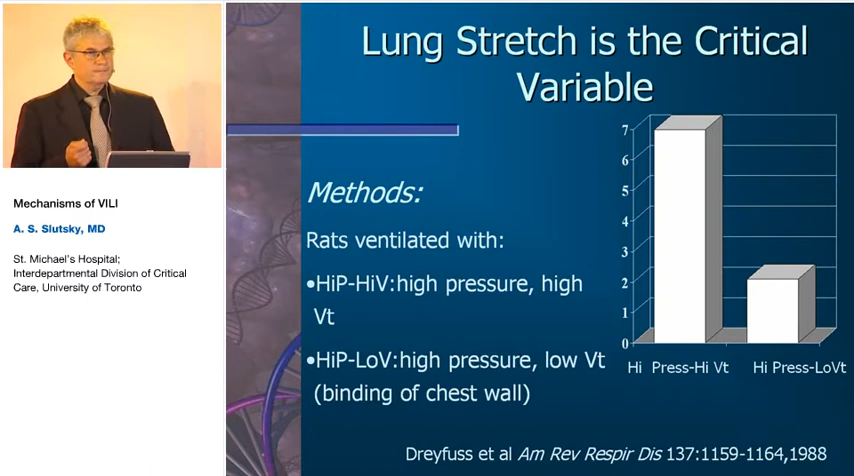 Lung Stretch is the Critical
Variable
Mechanisms of VILI
A. S. Slutsky, MD
St. Michael's Hospital;
Interdepartmental Division of Critical
Care, University of Toronto
Methods:
Rats ventilated with:
•HiP-HiV:high pressure, high
Vt
•HiP-LoV:high pressure, low Vt
(binding of chest wall)
7
6
5
4
3
2
1
0
Hi Press-Hi Vt
Hi Press-LoVt
Dreyfuss et al Am Rev Respir Dis 137:1159-1164,1988